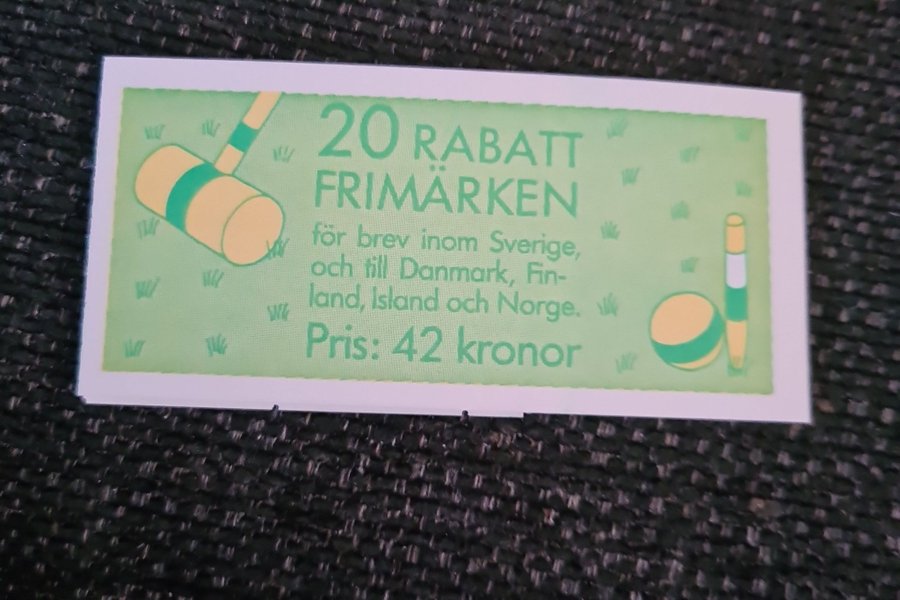 20 RABATT
FRIMÄRKEN
för brev inom Sverige,
och till Danmark, Fin-
land, Island och Norge.
Pris: 42 kronor